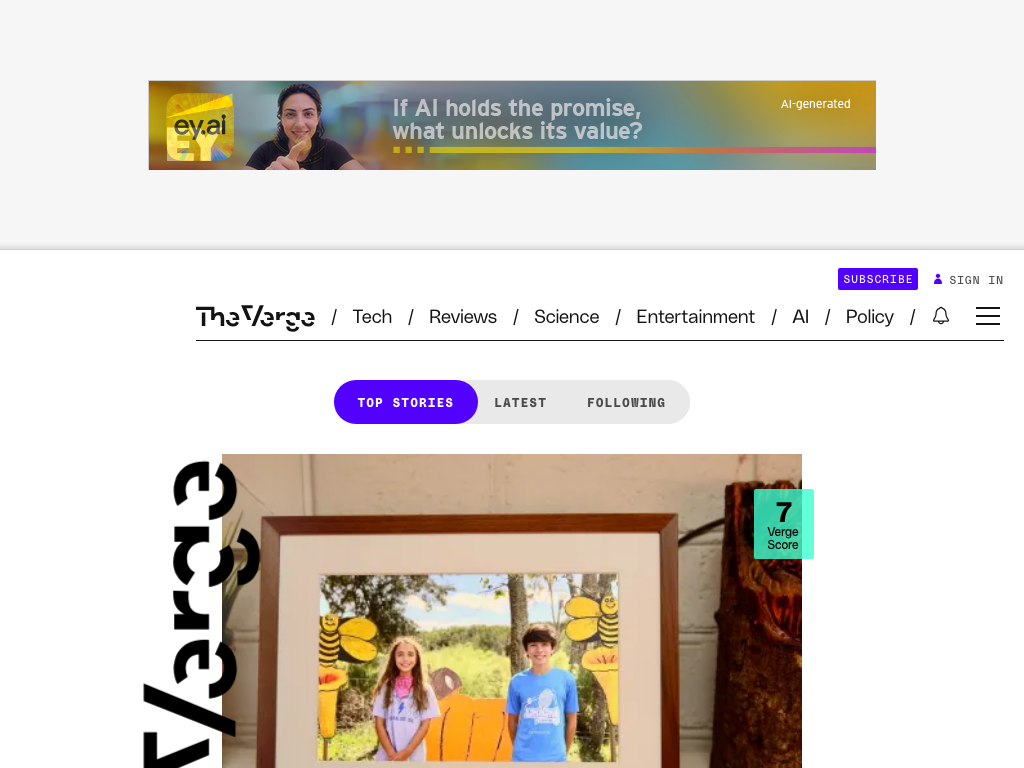 ey.ai
EY
If AI holds the promise,
what unlocks its value?
AI-generated
SUBSCRIBE
SIGN IN
The Verge / Tech / Reviews / Science / Entertainment / AI / Policy /
TOP STORIES
LATEST
FOLLOWING
Verge
7
Verge
Score